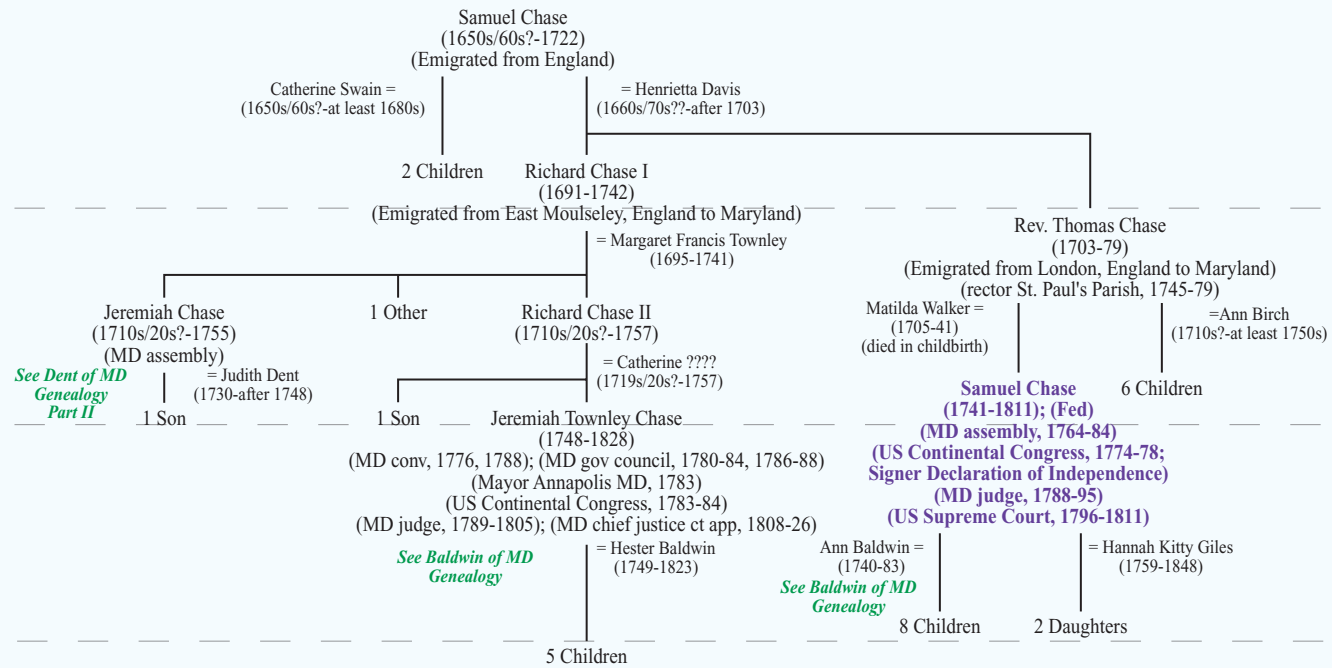 Samuel Chase
(1650s/60s?-1722)
(Emigrated from England)
Catherine Swain =
(1650s/60s?-at least 1680s)
= Henrietta Davis
(1660s/70s??-after 1703)
2 Children
Richard Chase I
(1691-1742)
(Emigrated from East Moulseley, England to Maryland)
= Margaret Francis Townley
(1695-1741)
Rev. Thomas Chase
(1703-79)
(Emigrated from London, England to Maryland)
(rector St. Paul's Parish, 1745-79)
Jeremiah Chase
(1710s/20s?-1755)
(MD assembly)
1 Other
Richard Chase II
(1710s/20s?-1757)
Matilda Walker =
(1705-41)
(died in childbirth)
=Ann Birch
(1710s?-at least 1750s)
See Dent of MD
Genealogy
Part II
= Judith Dent
(1730-after 1748)
= Catherine ????
(1719s/20s?-1757)
1 Son
1 Son
Jeremiah Townley Chase
(1748-1828)
(MD conv, 1776, 1788); (MD gov council, 1780-84, 1786-88)
(Mayor Annapolis MD, 1783)
(US Continental Congress, 1783-84)
(MD judge, 1789-1805); (MD chief justice ct app, 1808-26)
Samuel Chase
(1741-1811); (Fed)
(MD assembly, 1764-84)
(US Continental Congress, 1774-78;
Signer Declaration of Independence)
(MD judge, 1788-95)
(US Supreme Court, 1796-1811)
6 Children
See Baldwin of MD
Genealogy
= Hester Baldwin
(1749-1823)
Ann Baldwin =
(1740-83)
See Baldwin of MD
Genealogy
= Hannah Kitty Giles
(1759-1848)
8 Children
2 Daughters
5 Children